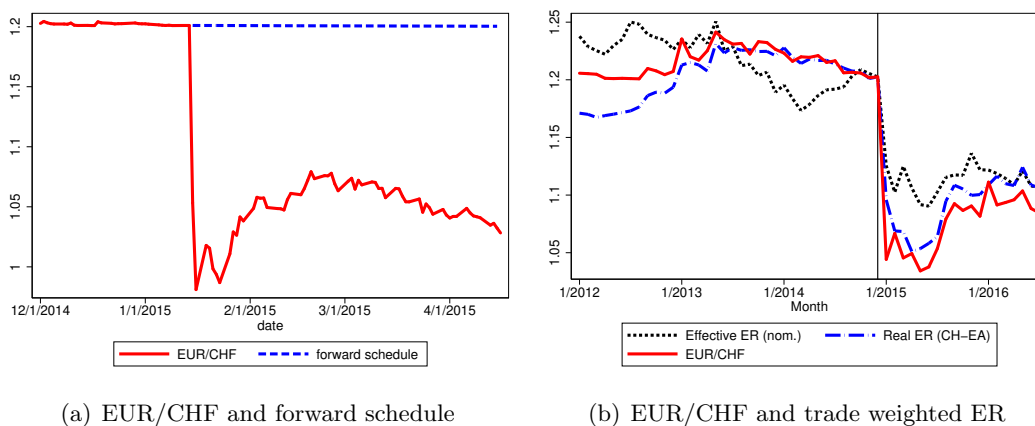 1.2
1.15
1.1
1.05
1
12/1/2014 1/1/2015 2/1/2015 3/1/2015 4/1/2015
date
EUR/CHF forward schedule
(a) EUR/CHF and forward schedule
1.25
1.2
1.15
1.1
1.05
1/2012 1/2013 1/2014 1/2015 1/2016
Month
Effective ER (nom.) Real ER (CH−EA)
EUR/CHF
(b) EUR/CHF and trade weighted ER